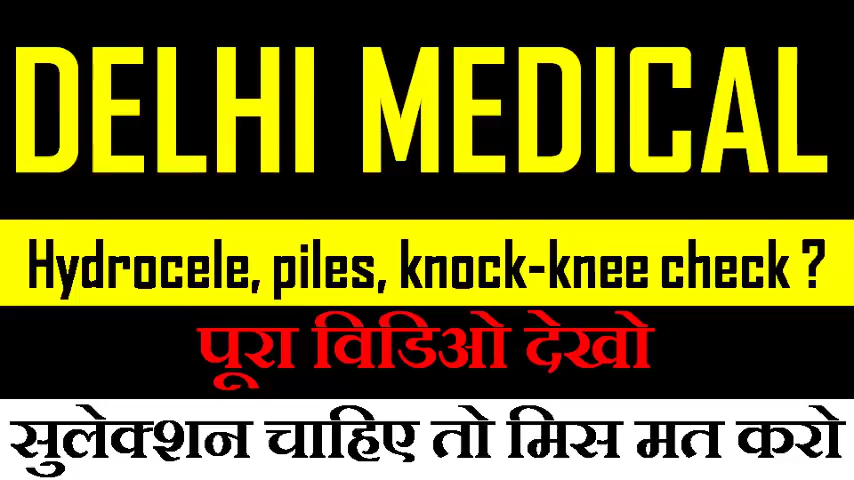 DELHI MEDICAL
Hydrocele, piles, knock-knee check ?
पूरा विडिओ देखो
सुलेक्शन चाहिए तो मिस मत करो